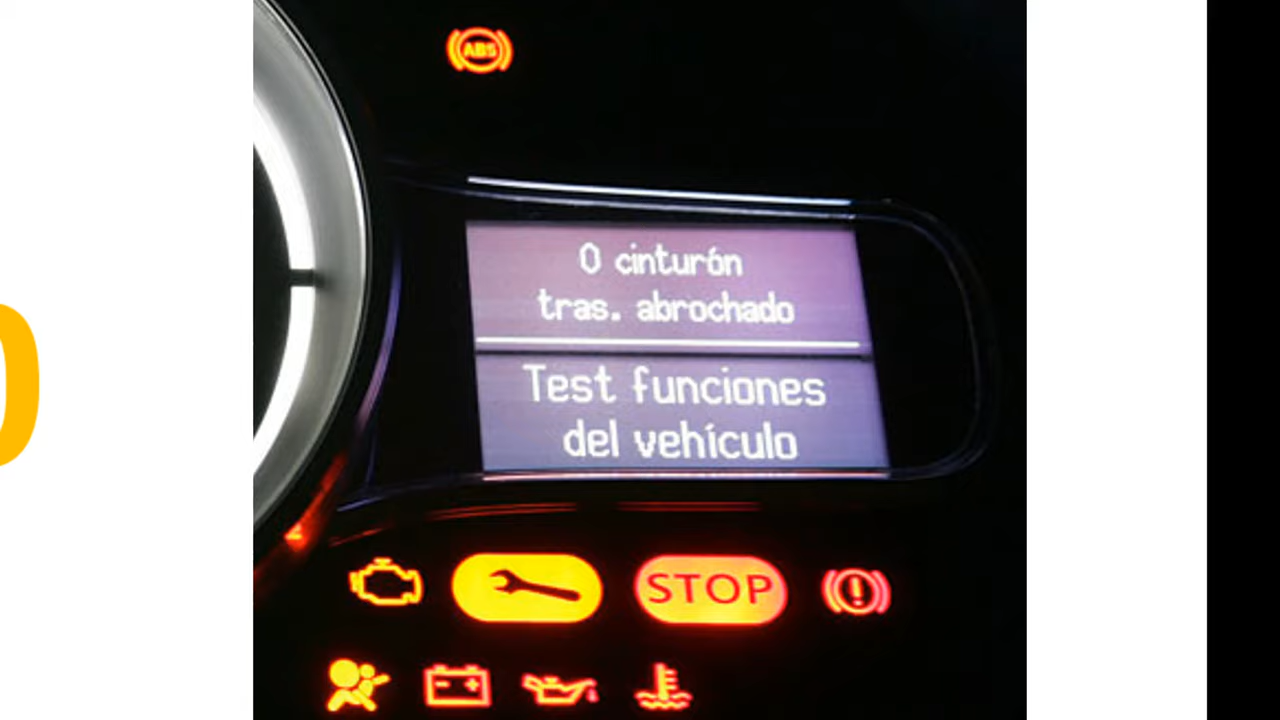 ABS
0 cinturón
tras. abrochado
Test funciones
del vehículo
STOP